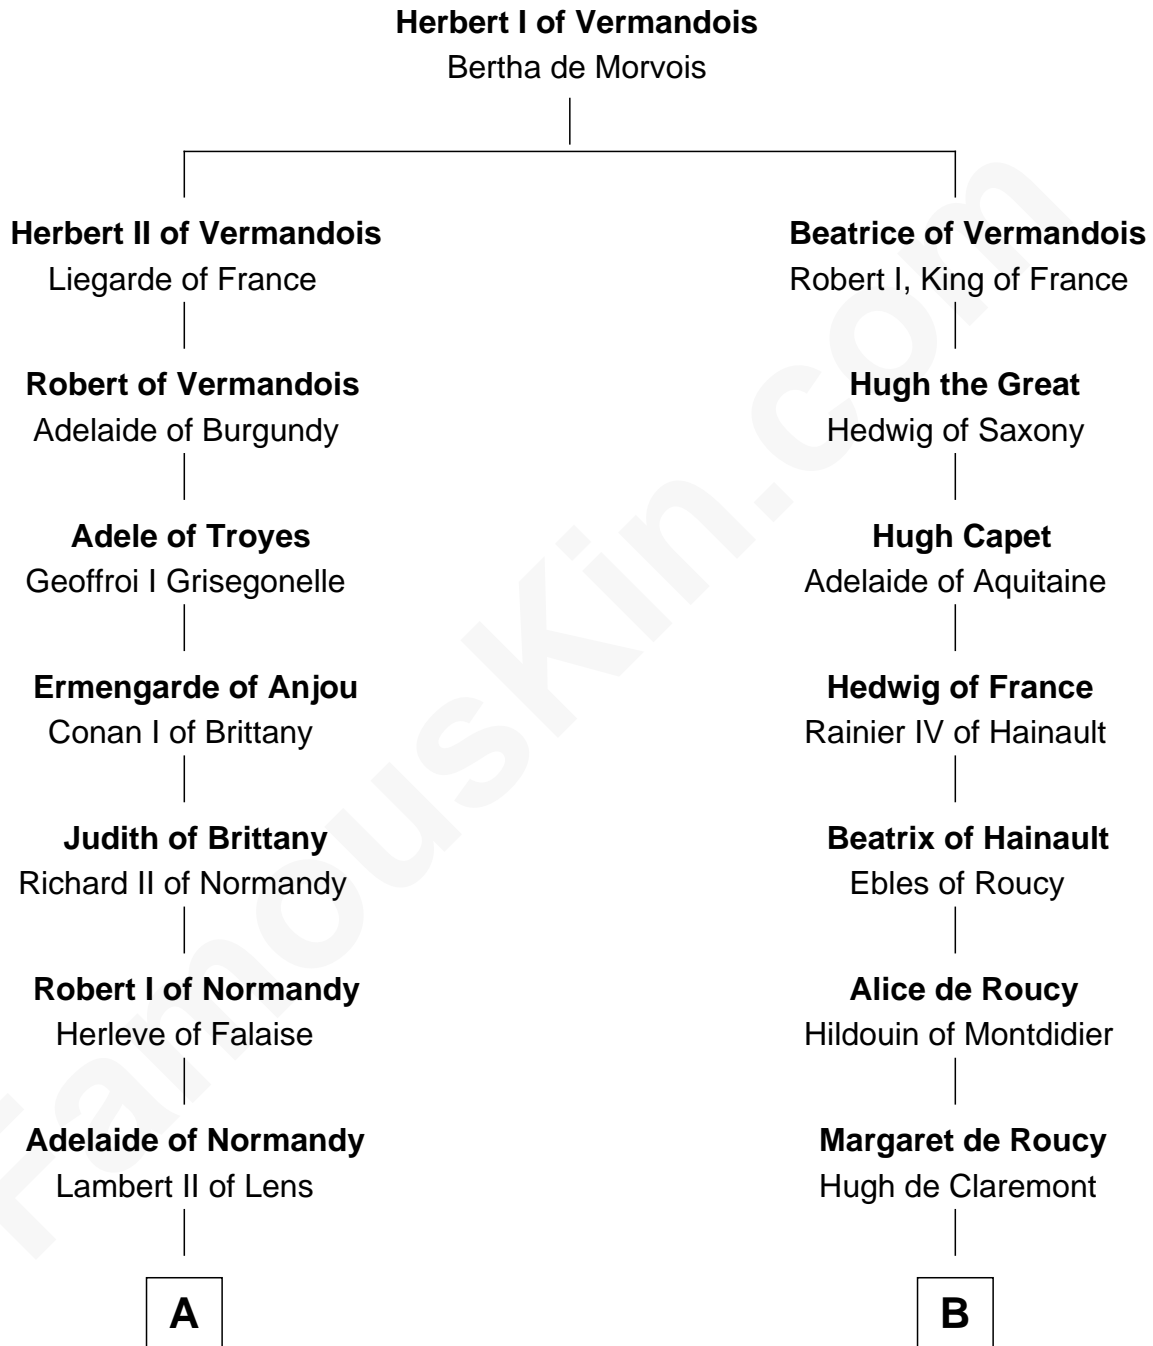 Herbert I of Vermandois
Bertha de Morvois
Herbert II of Vermandois
Liegarde of France
Robert of Vermandois
Adelaide of Burgundy
Adele of Troyes
Geoffroi I Grisegonelle
Ermengarde of Anjou
Conan I of Brittany
Judith of Brittany
Richard II of Normandy
Robert I of Normandy
Herleve of Falaise
Adelaide of Normandy
Lambert II of Lens
A
Beatrice of Vermandois
Robert I, King of France
Hugh the Great
Hedwig of Saxony
Hugh Capet
Adelaide of Aquitaine
Hedwig of France
Rainier IV of Hainault
Beatrix of Hainault
Ebles of Roucy
Alice de Roucy
Hildouin of Montdidier
Margaret de Roucy
Hugh de Claremont
B
FamousKin.com